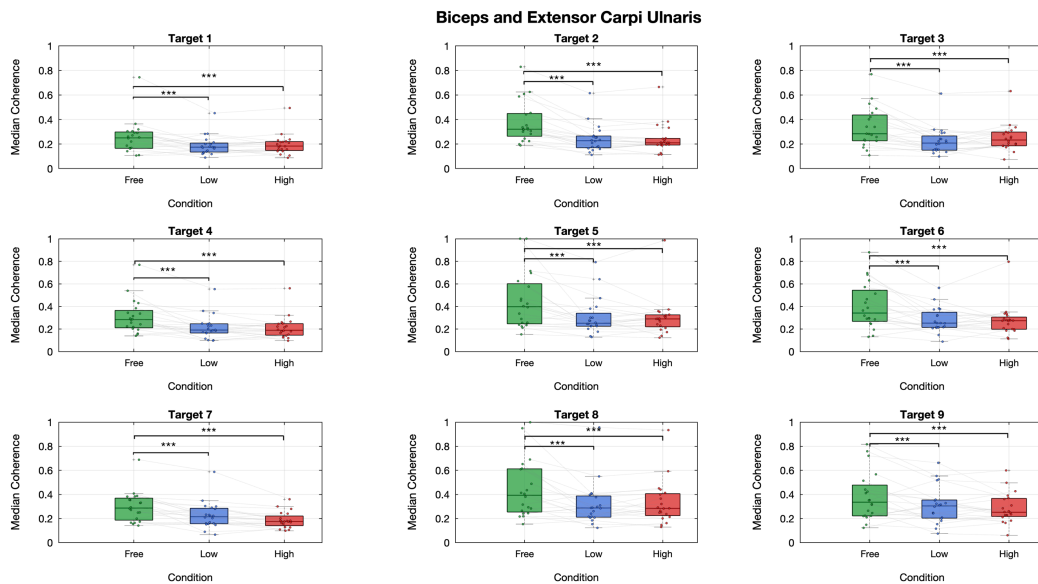 Biceps and Extensor Carpi Ulnaris
Target 1
Median Coherence
1
0.8
0.6
0.4
0.2
0
***
***
Free
Low
High
Condition
Target 2
Median Coherence
1
0.8
0.6
0.4
0.2
0
***
***
Free
Low
High
Condition
Target 3
Median Coherence
1
0.8
0.6
0.4
0.2
0
***
***
Free
Low
High
Condition
Target 4
Median Coherence
1
0.8
0.6
0.4
0.2
0
***
***
Free
Low
High
Condition
Target 5
Median Coherence
1
0.8
0.6
0.4
0.2
0
***
***
Free
Low
High
Condition
Target 6
Median Coherence
1
0.8
0.6
0.4
0.2
0
***
***
Free
Low
High
Condition
Target 7
Median Coherence
1
0.8
0.6
0.4
0.2
0
***
***
Free
Low
High
Condition
Target 8
Median Coherence
1
0.8
0.6
0.4
0.2
0
***
***
Free
Low
High
Condition
Target 9
Median Coherence
1
0.8
0.6
0.4
0.2
0
***
***
Free
Low
High
Condition